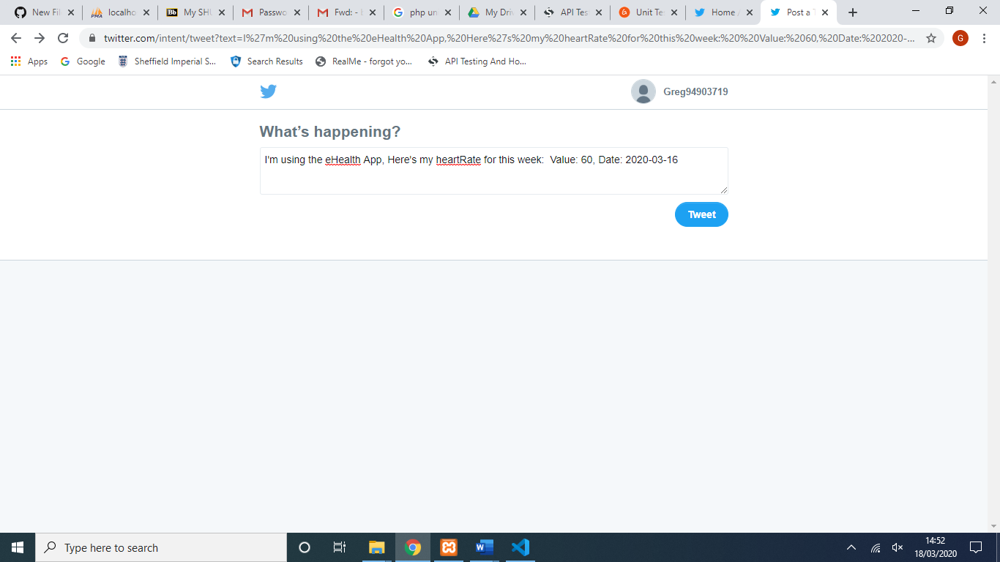 New Fil
localho
My SHU
Passwo
Fwd: - b
php un
My Driv
API Tes
Unit Tes
Home /
Post a T
twitter.com/intent/tweet?text=I%27m%20using%20the%20eHealth%20App,%20Here%27s%20my%20heartRate%20for%20this%20week:%20%20Value:%2060,%20Date:%202020-...
G
Apps
Google
Sheffield Imperial S...
Search Results
RealMe - forgot yo...
API Testing And Ho...
Greg94903719
What's happening?
I'm using the eHealth App, Here's my heartRate for this week:  Value: 60, Date: 2020-03-16
Tweet
Type here to search
14:52
18/03/2020